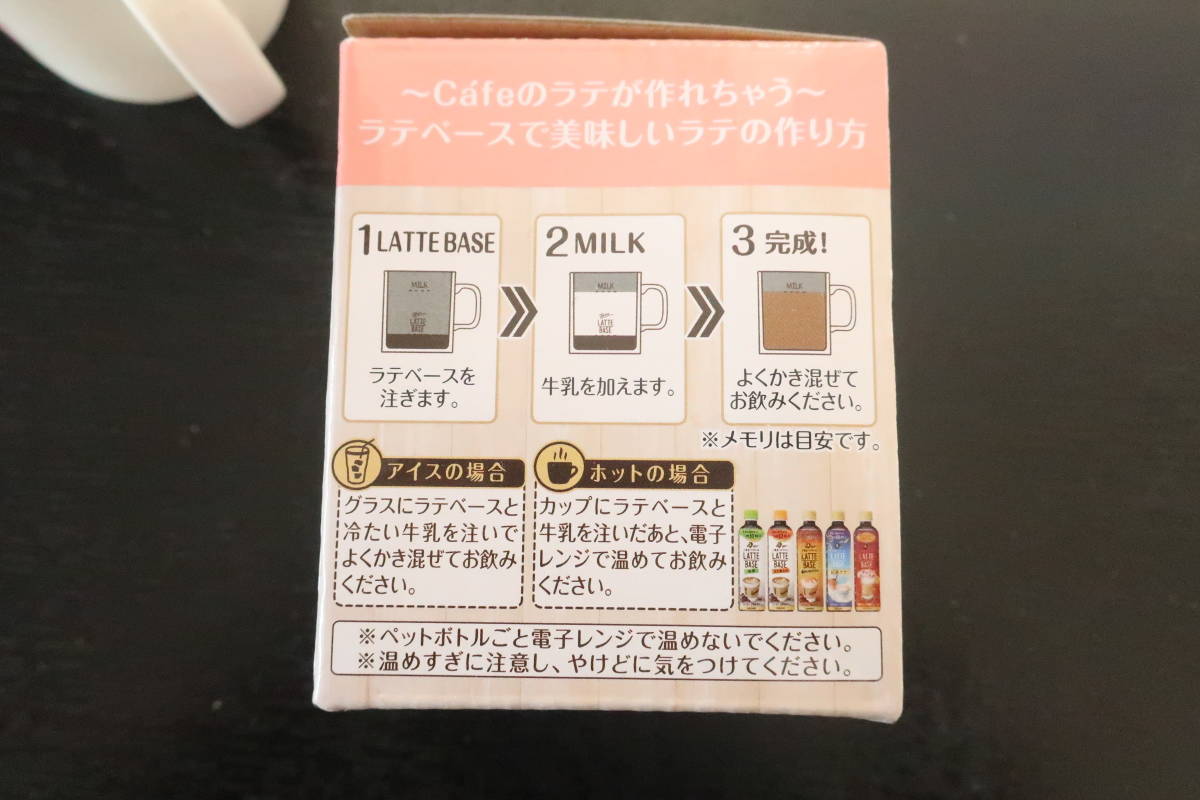 ～Cáfeのラテが作れちゃう～
ラテベースで美味しいラテの作り方
1 LATTE BASE
MILK
LATTE
BASE
ラテベースを
注ぎます。
2 MILK
MILK
LATTE
BASE
牛乳を加えます。
3 完成!
MILK
よくかき混ぜて
お飲みください。
※メモリは目安です。
アイスの場合
グラスにラテベースと
冷たい牛乳を注いで
よくかき混ぜてお飲み
ください。
ホットの場合
カップにラテベースと
牛乳を注いだあと、電子
レンジで温めてお飲み
ください。
LATTE
BASE
LATTE
BASE
LATTE
BASE
LATTE
BASE
LATTE
BASE
※ペットボトルごと電子レンジで温めないでください。
※温めすぎに注意し、やけどに気をつけてください。